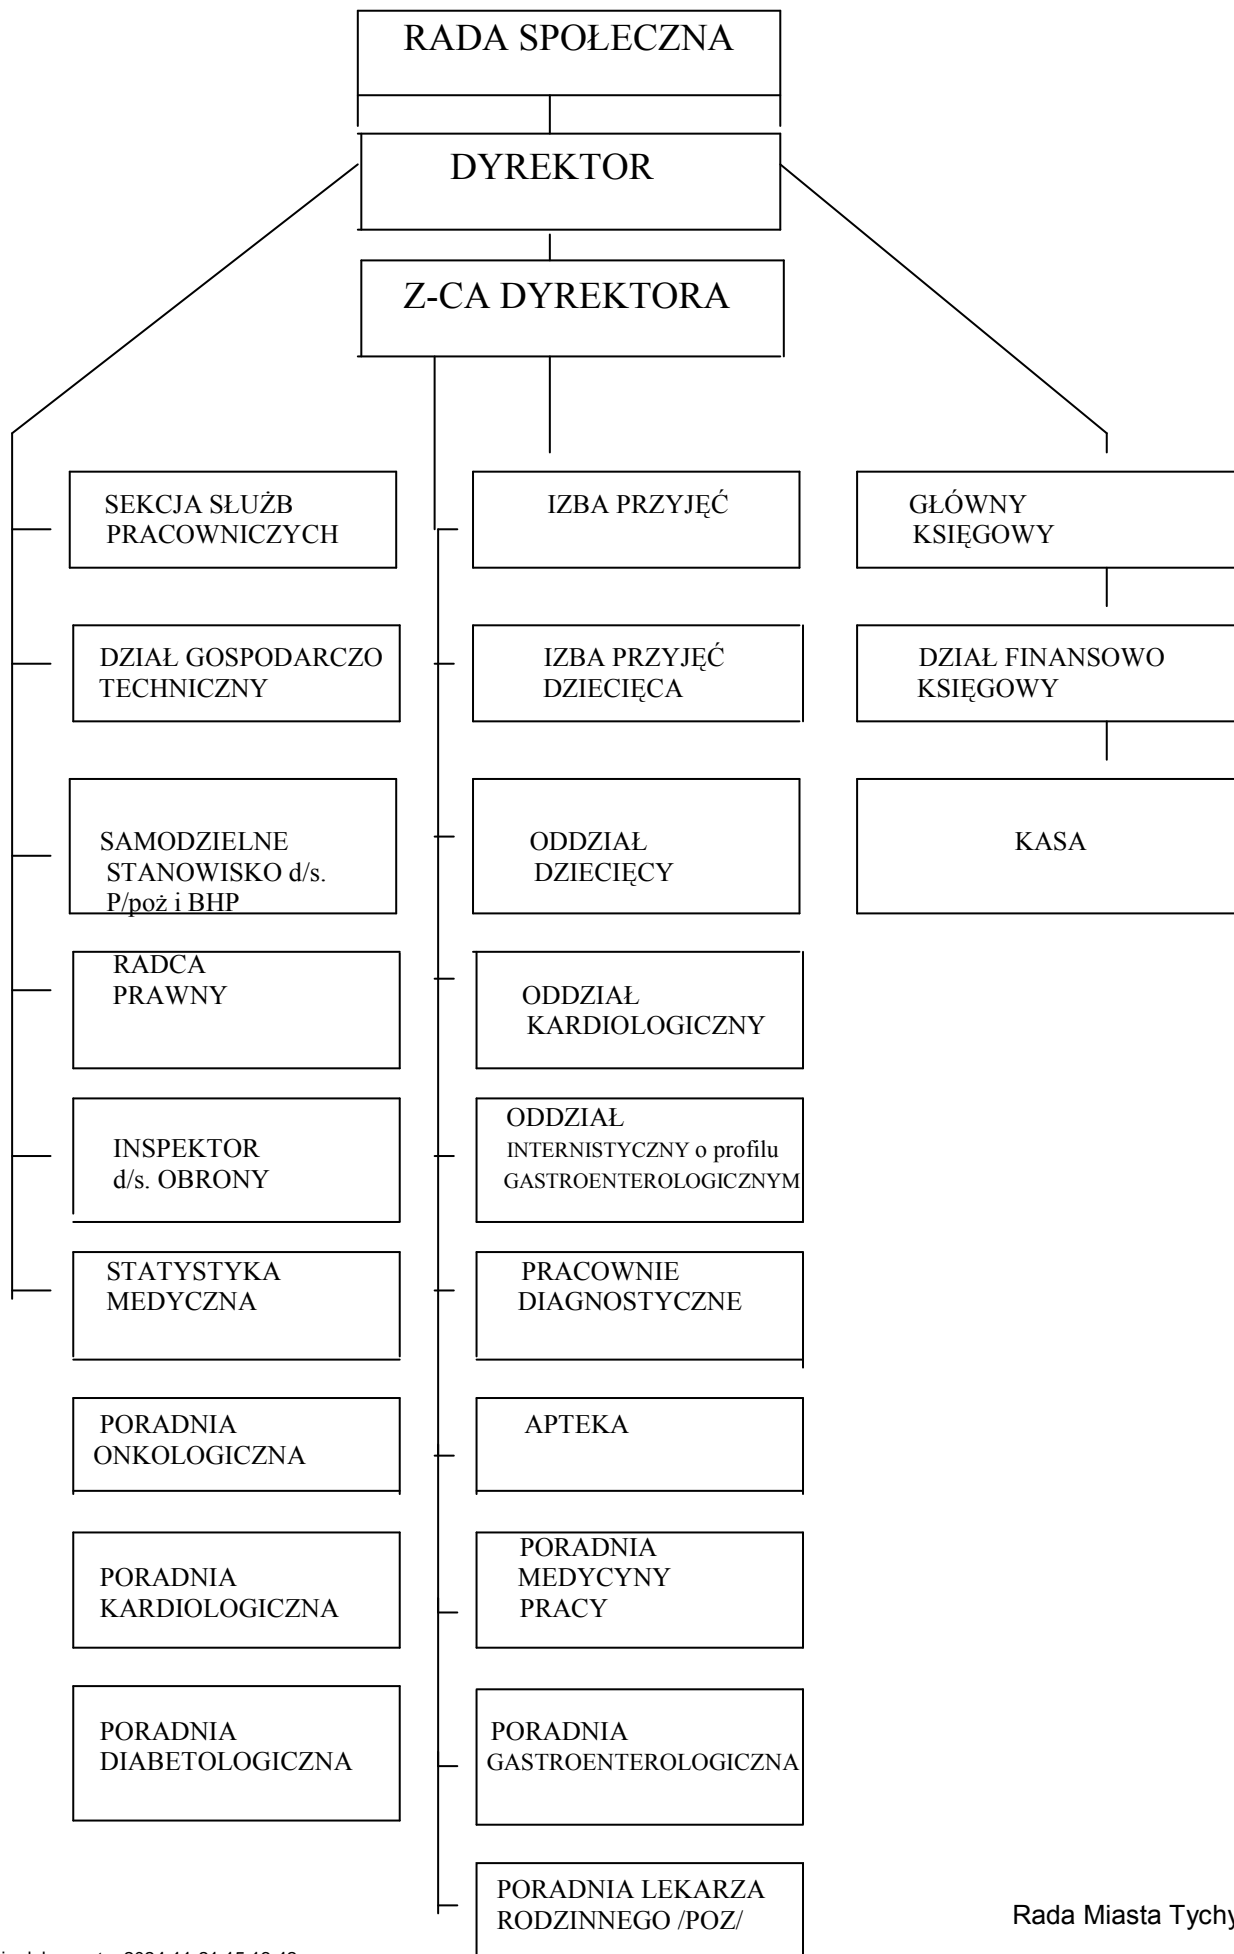 RADA SPOŁECZNA
DYREKTOR
Z-CA DYREKTORA
SEKCJA SŁUŻB
PRACOWNICZYCH
IZBA PRZYJĘĆ
GŁÓWNY
KSIĘGOWY
DZIAŁ GOSPODARCZO
TECHNICZNY
IZBA PRZYJĘĆ
DZIECIĘCA
DZIAŁ FINANSOWO
KSIĘGOWY
SAMODZIELNE
STANOWISKO d/s.
P/poż i BHP
ODDZIAŁ
DZIECIĘCY
KASA
RADCA
PRAWNY
ODDZIAŁ
KARDIOLOGICZNY
INSPEKTOR
d/s. OBRONY
ODDZIAŁ
INTERNISTYCZNY o profilu
GASTROENTEROLOGICZNYM
STATYSTYKA
MEDYCZNA
PRACOWNIE
DIAGNOSTYCZNE
PORADNIA
ONKOLOGICZNA
APTEKA
PORADNIA
KARDIOLOGICZNA
PORADNIA
MEDYCYNY
PRACY
PORADNIA
DIABETOLOGICZNA
PORADNIA
GASTROENTEROLOGICZNA
PORADNIA LEKARZA
RODZINNEGO /POZ/
Rada Miasta Tychy